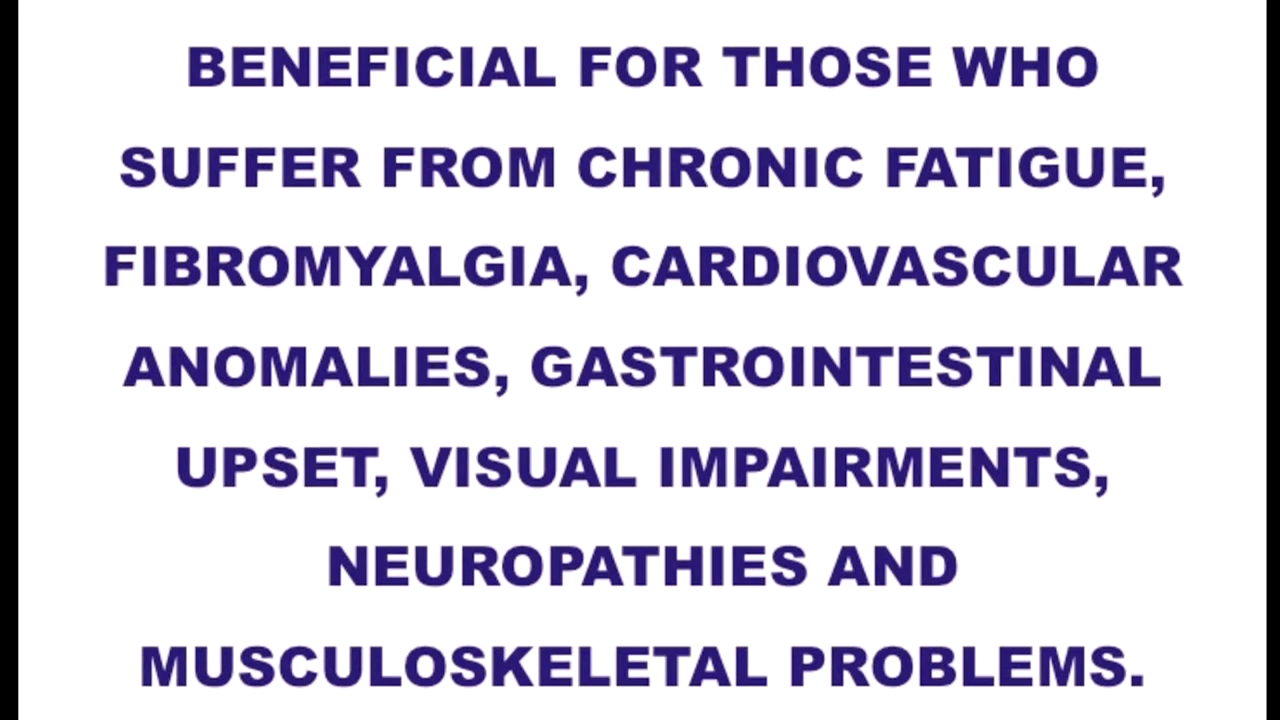 BENEFICIAL FOR THOSE WHO
SUFFER FROM CHRONIC FATIGUE,
FIBROMYALGIA, CARDIOVASCULAR
ANOMALIES, GASTROINTESTINAL
UPSET, VISUAL IMPAIRMENTS,
NEUROPATHIES AND
MUSCULOSKELETAL PROBLEMS.